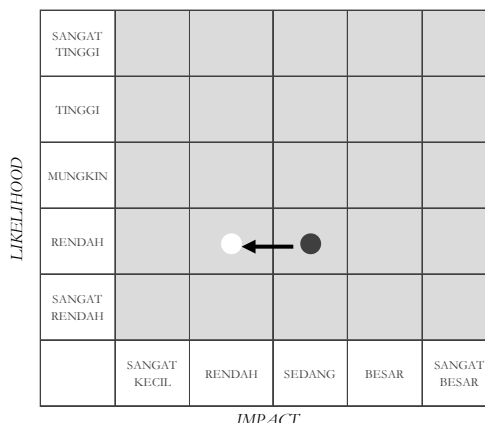 SANGAT
TINGGI
TINGGI
MUNGKIN
LIKELIHOOD
RENDAH
SANGAT
RENDAH
SANGAT
KECIL
RENDAH
SEDANG
BESAR
SANGAT
BESAR
IMPACT